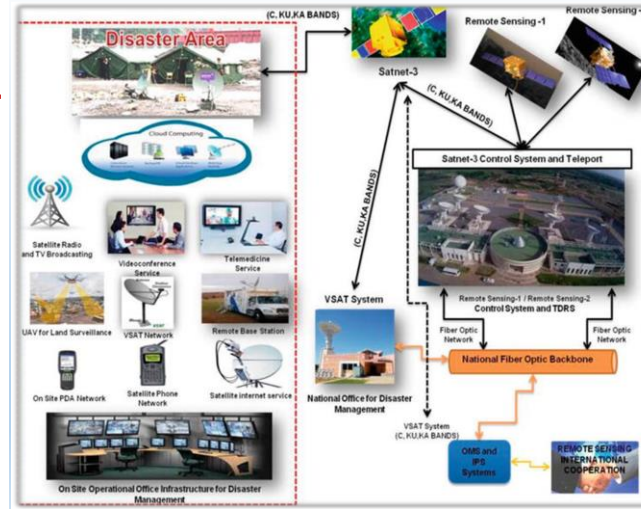 Disaster Area
Cloud Computing
Satellite Radio
and TV Broadcasting
Videoconference
Service
Telemedicine
Service
UAV for Land Surveillance
VSAT
VSAT Network
Remote Base Station
On Site PDA Network
Satellite Phone
Network
Satellite internet service
On Site Operational Office Infrastructure for Disaster
Management
(C, KU,KA BANDS)
Satnet-3
Remote Sensing -1
Remote Sensing -
(C, KU,KA BANDS)
(C, KU,KA BANDS)
Satnet-3 Control System and Teleport
Remote Sensing-1 / Remote Sensing-2
Control System and TDRS
Fiber Optic
Network
Fiber Optic
Network
VSAT System
National Office for Disaster
Management
National Fiber Optic Backbone
VSAT System
(C, KU,KA BANDS)
OMS and
IPS
Systems
REMOTE SENSING
INTERNATIONAL
COOPERATION